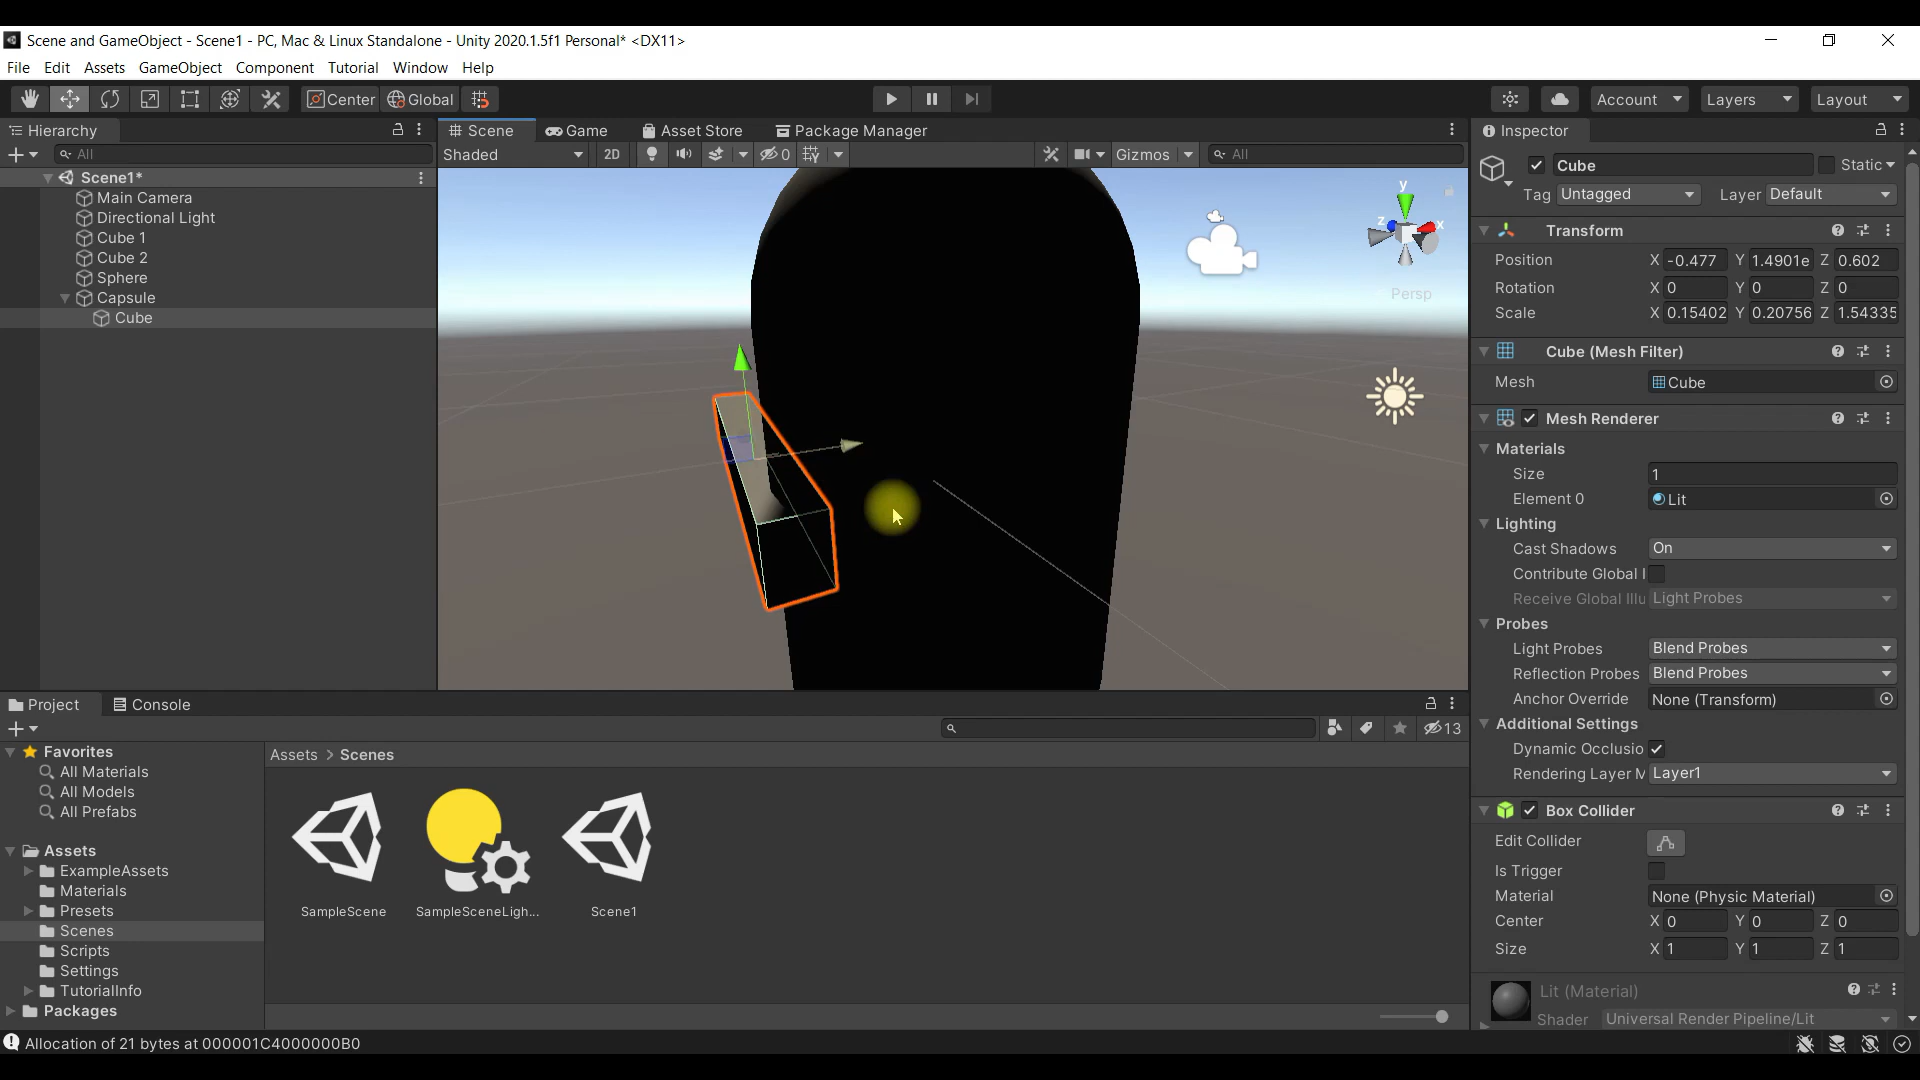 Scene and GameObject - Scene1 - PC, Mac & Linux Standalone - Unity 2020.1.5f1 Personal* <DX11>
File Edit Assets GameObject Component Tutorial Window Help
Center Global Account Layers Layout
Hierarchy
All
Scene1*
Main Camera
Directional Light
Cube 1
Cube 2
Sphere
Capsule
Cube
Scene Game Asset Store Package Manager
Shaded 2D 0 Gizmos All
y
z x
Persp
Inspector
Cube Static
Tag Untagged Layer Default
Transform
Position X -0.477 Y 1.4901e Z 0.602
Rotation X 0 Y 0 Z 0
Scale X 0.15402 Y 0.20756 Z 1.54335
Cube (Mesh Filter)
Mesh Cube
Mesh Renderer
Materials
Size 1
Element 0 Lit
Lighting
Cast Shadows On
Contribute Global I
Receive Global Illu Light Probes
Probes
Light Probes Blend Probes
Reflection Probes Blend Probes
Anchor Override None (Transform)
Additional Settings
Dynamic Occlusio
Rendering Layer M Layer1
Box Collider
Edit Collider
Is Trigger
Material None (Physic Material)
Center X 0 Y 0 Z 0
Size X 1 Y 1 Z 1
Lit (Material)
Shader Universal Render Pipeline/Lit
Project Console
13
Favorites
All Materials
All Models
All Prefabs
Assets
ExampleAssets
Materials
Presets
Scenes
Scripts
Settings
TutorialInfo
Packages
Assets > Scenes
SampleScene SampleSceneLigh... Scene1
Allocation of 21 bytes at 000001C4000000B0